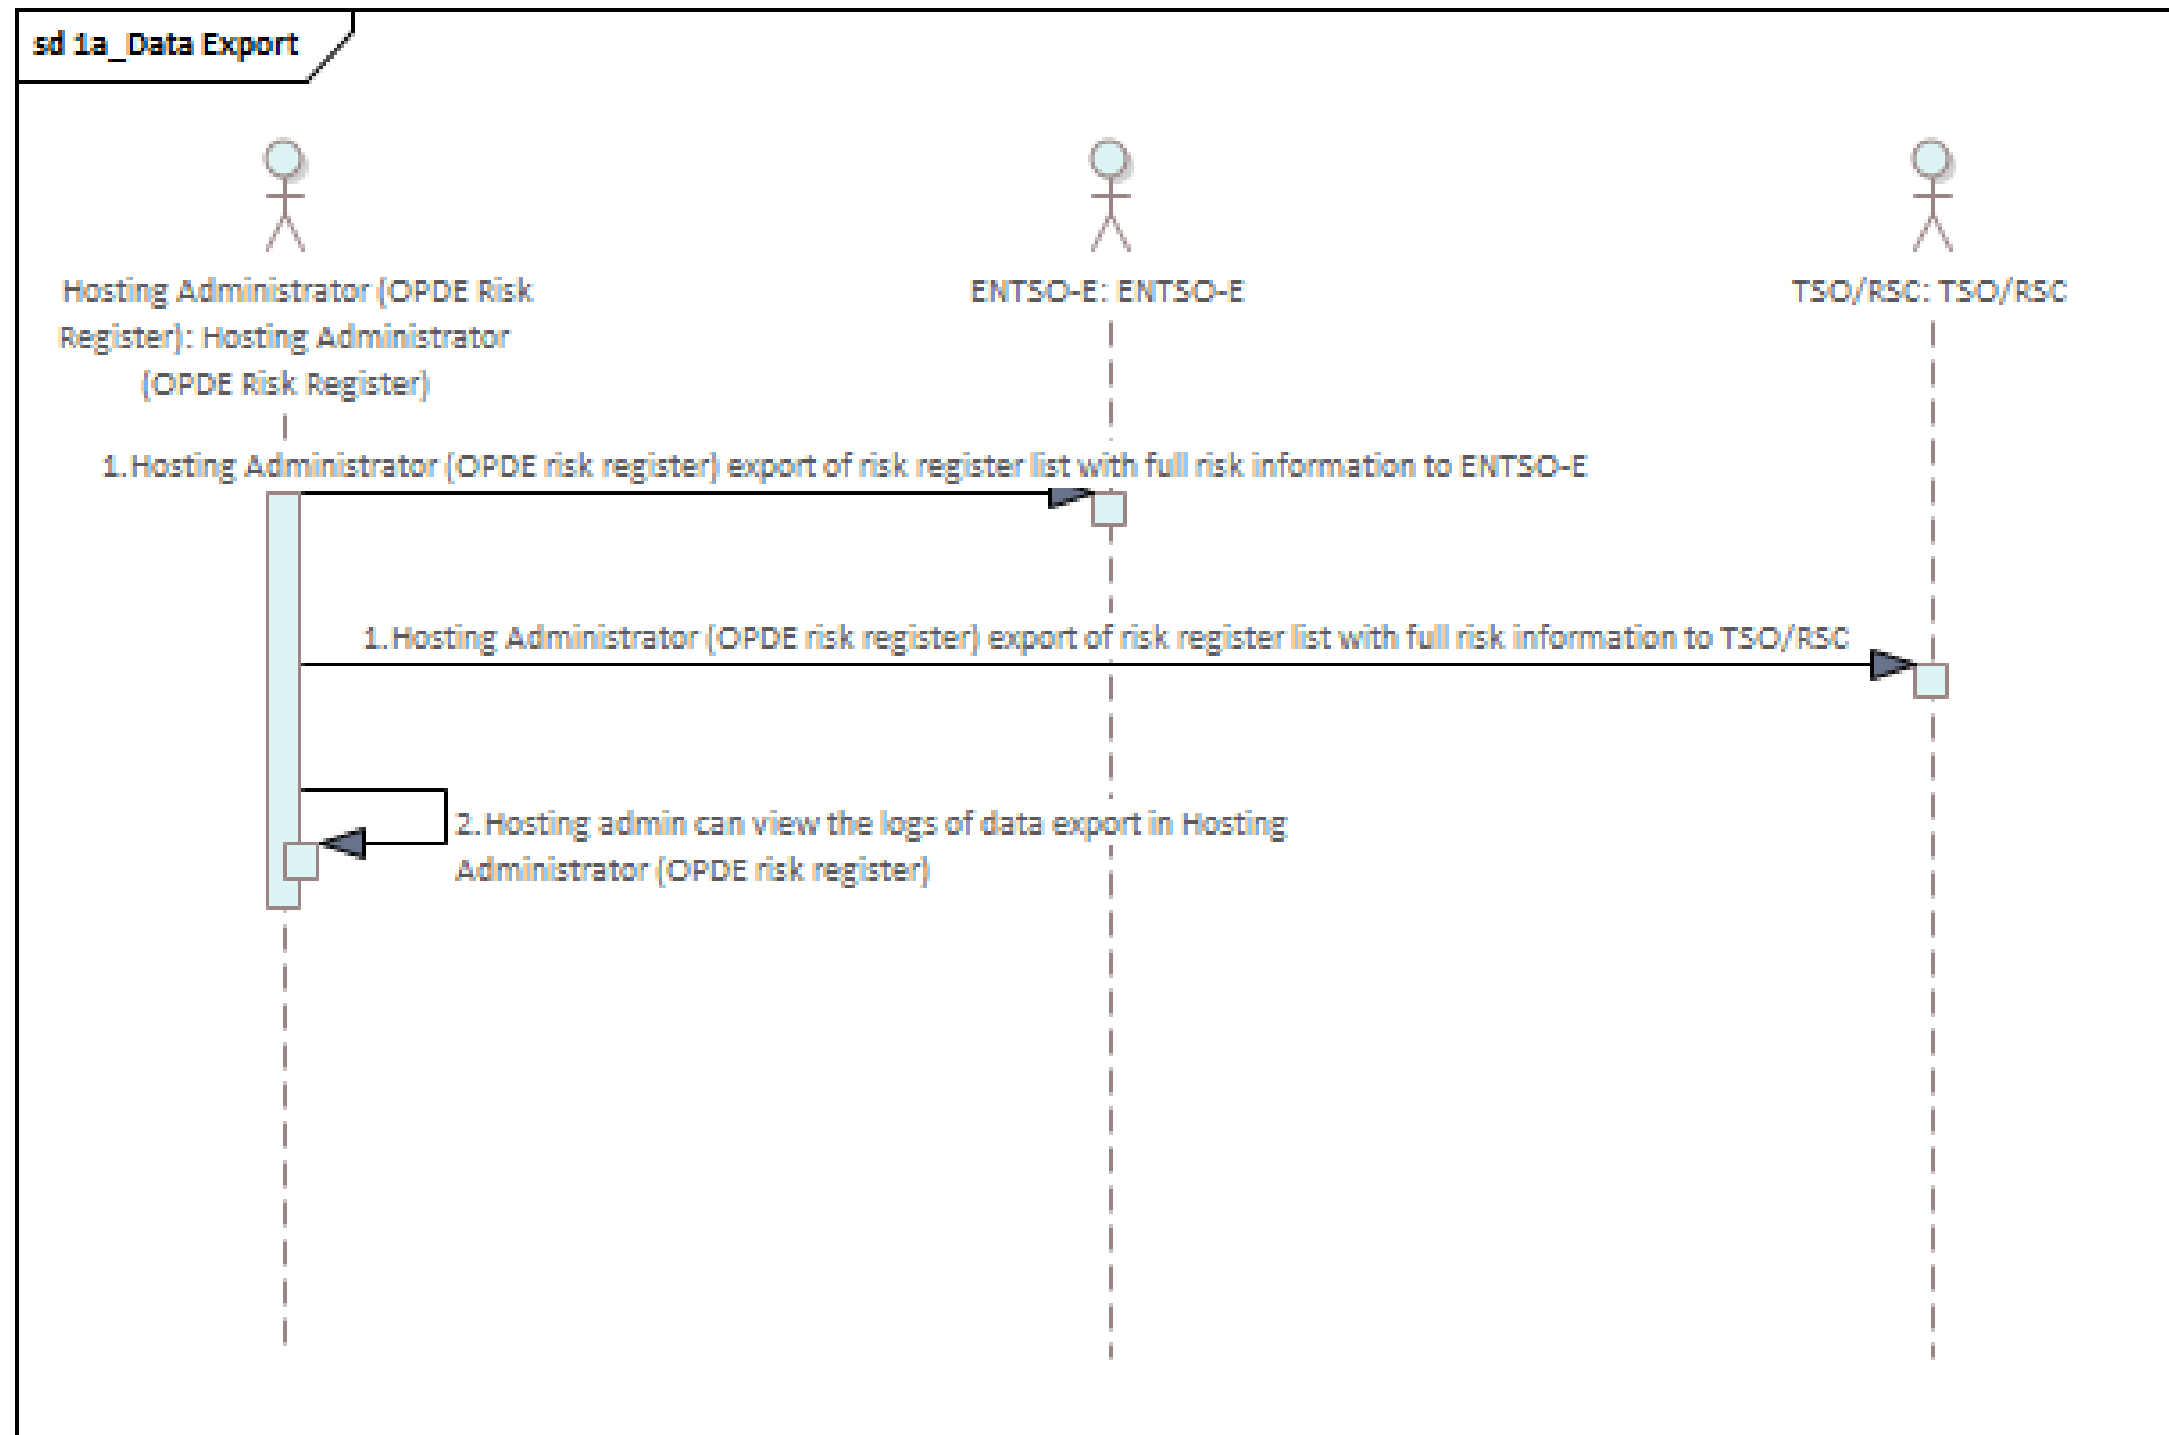 sd 1a_Data Export
Hosting Administrator (OPDE Risk
Register): Hosting Administrator
(OPDE Risk Register)
ENTSO-E: ENTSO-E
TSO/RSC: TSO/RSC
1.Hosting Administrator (OPDE risk register) export of risk register list with full risk information to ENTSO-E
1.Hosting Administrator (OPDE risk register) export of risk register list with full risk information to TSO/RSC
2.Hosting admin can view the logs of data export in Hosting
Administrator (OPDE risk register)